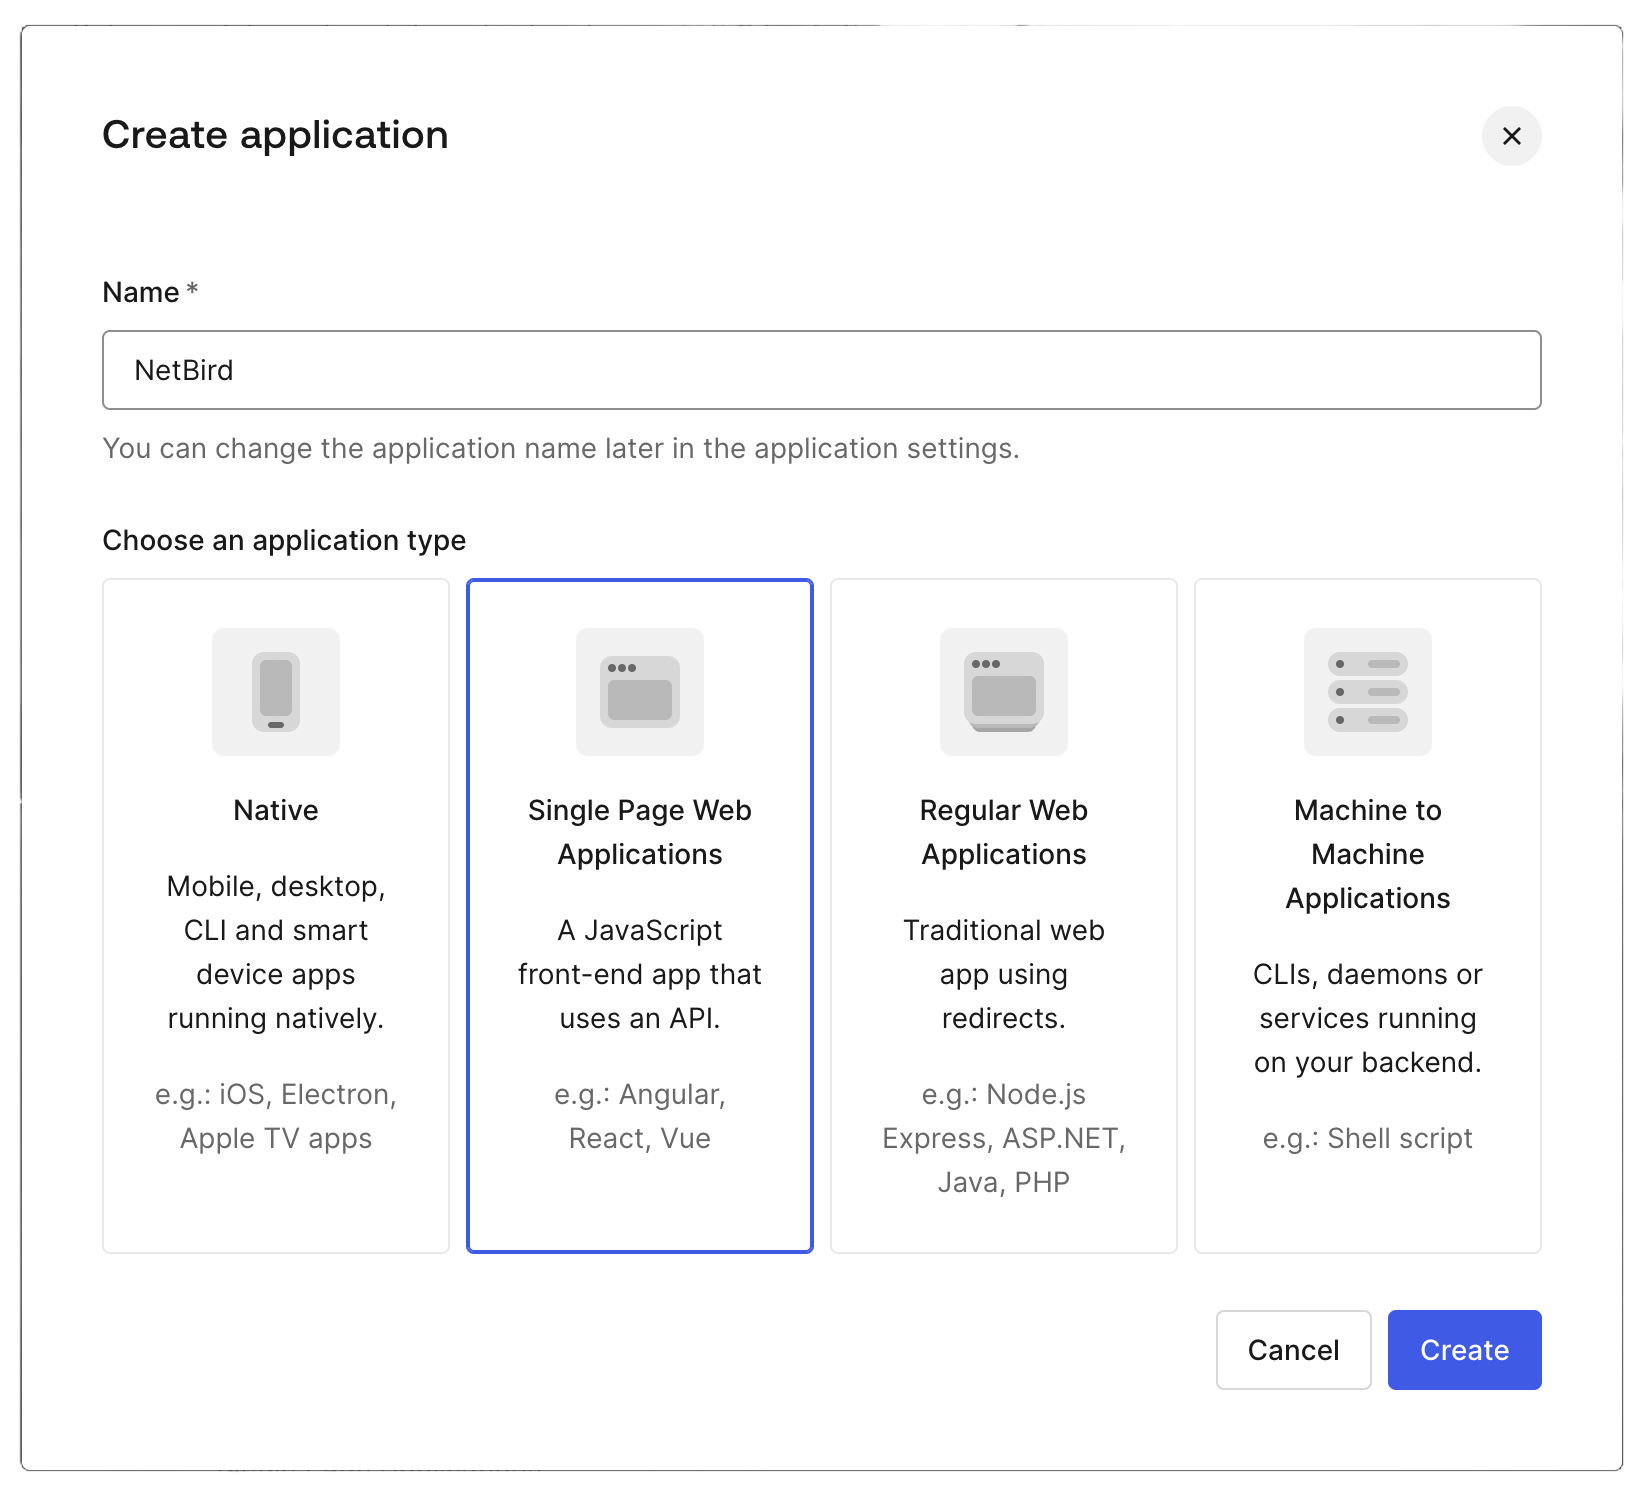 Create application
Name *
NetBird
You can change the application name later in the application settings.
Choose an application type
Native
Mobile, desktop,
CLI and smart
device apps
running natively.
e.g.: iOS, Electron,
Apple TV apps
Single Page Web
Applications
A JavaScript
front-end app that
uses an API.
e.g.: Angular,
React, Vue
Regular Web
Applications
Traditional web
app using
redirects.
e.g.: Node.js
Express, ASP.NET,
Java, PHP
Machine to
Machine
Applications
CLIs, daemons or
services running
on your backend.
e.g.: Shell script
Cancel
Create